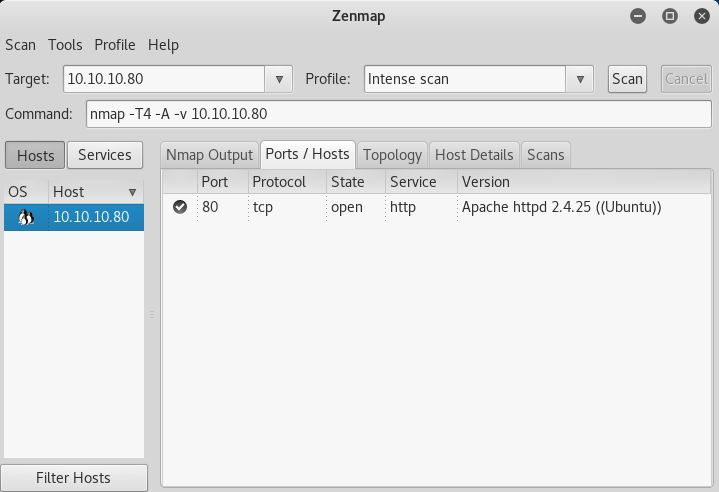 Zenmap
Scan Tools Profile Help
Target: 10.10.10.80 Profile: Intense scan Scan Cancel
Command: nmap -T4 -A -v 10.10.10.80
Hosts Services
Nmap Output Ports / Hosts Topology Host Details Scans
OS Host
10.10.10.80
Port Protocol State Service Version
80 tcp open http Apache httpd 2.4.25 ((Ubuntu))
Filter Hosts